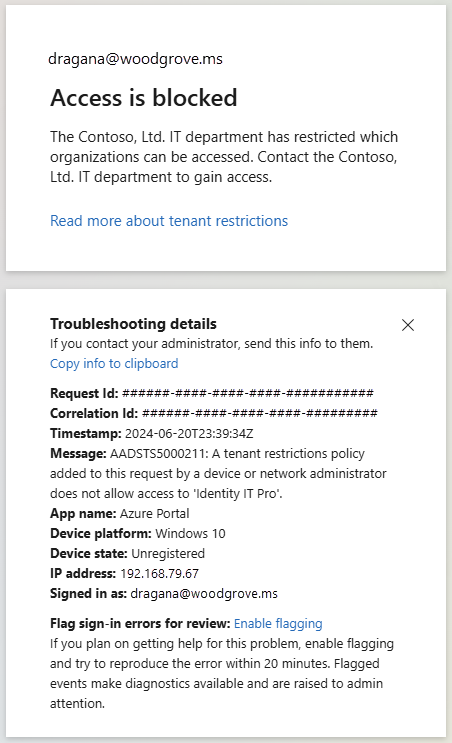 dragana@woodgrove.ms
Access is blocked
The Contoso, Ltd. IT department has restricted which
organizations can be accessed. Contact the Contoso,
Ltd. IT department to gain access.
Read more about tenant restrictions
Troubleshooting details
If you contact your administrator, send this info to them.
Copy info to clipboard
Request Id: ######-####-####-####-###########
Correlation Id: ######-####-####-####-#########
Timestamp: 2024-06-20T23:39:34Z
Message: AADSTS5000211: A tenant restrictions policy
added to this request by a device or network administrator
does not allow access to 'Identity IT Pro'.
App name: Azure Portal
Device platform: Windows 10
Device state: Unregistered
IP address: 192.168.79.67
Signed in as: dragana@woodgrove.ms
Flag sign-in errors for review: Enable flagging
If you plan on getting help for this problem, enable flagging
and try to reproduce the error within 20 minutes. Flagged
events make diagnostics available and are raised to admin
attention.